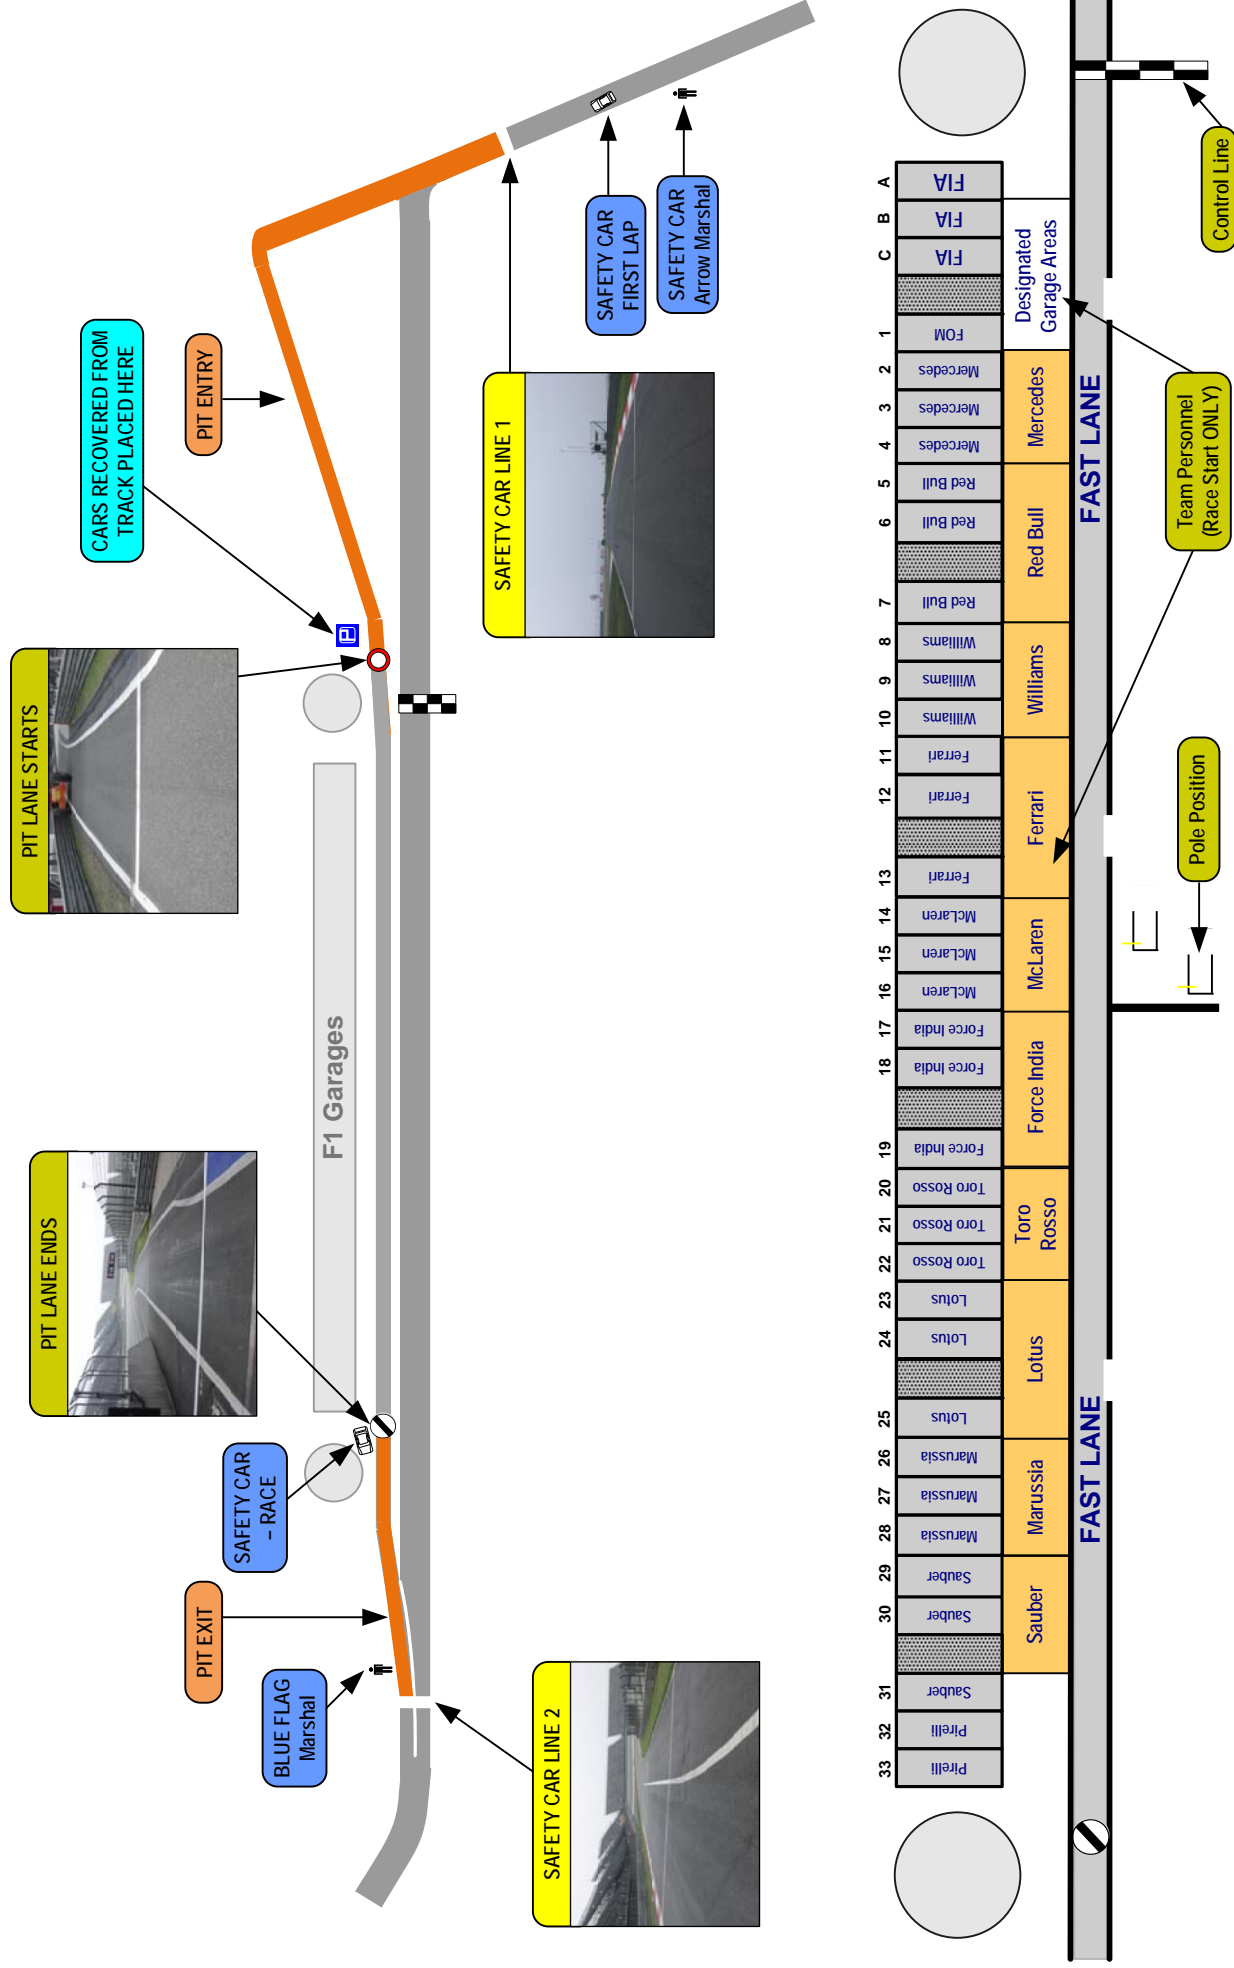 PIT LANE STARTS
PIT LANE ENDS
CARS RECOVERED FROM
TRACK PLACED HERE
PIT ENTRY
PIT EXIT
SAFETY CAR
– RACE
BLUE FLAG
Marshal
F1 Garages
SAFETY CAR LINE 1
SAFETY CAR LINE 2
SAFETY CAR
FIRST LAP
SAFETY CAR
Arrow Marshal
33
32
31
30
29
28
27
26
25
24
23
22
21
20
19
18
17
16
15
14
13
12
11
10
9
8
7
6
5
4
3
2
1
C
B
A
Pirelli
Pirelli
Sauber
Sauber
Sauber
Marussia
Marussia
Marussia
Lotus
Lotus
Lotus
Toro Rosso
Toro Rosso
Toro Rosso
Force India
Force India
Force India
McLaren
McLaren
McLaren
Ferrari
Ferrari
Ferrari
Williams
Williams
Williams
Red Bull
Red Bull
Red Bull
Mercedes
Mercedes
Mercedes
FOM
FIA
FIA
FIA
Sauber
Marussia
Lotus
Toro
Rosso
Force India
McLaren
Ferrari
Williams
Red Bull
Mercedes
Designated
Garage Areas
FAST LANE
FAST LANE
Pole Position
Team Personnel
(Race Start ONLY)
Control Line